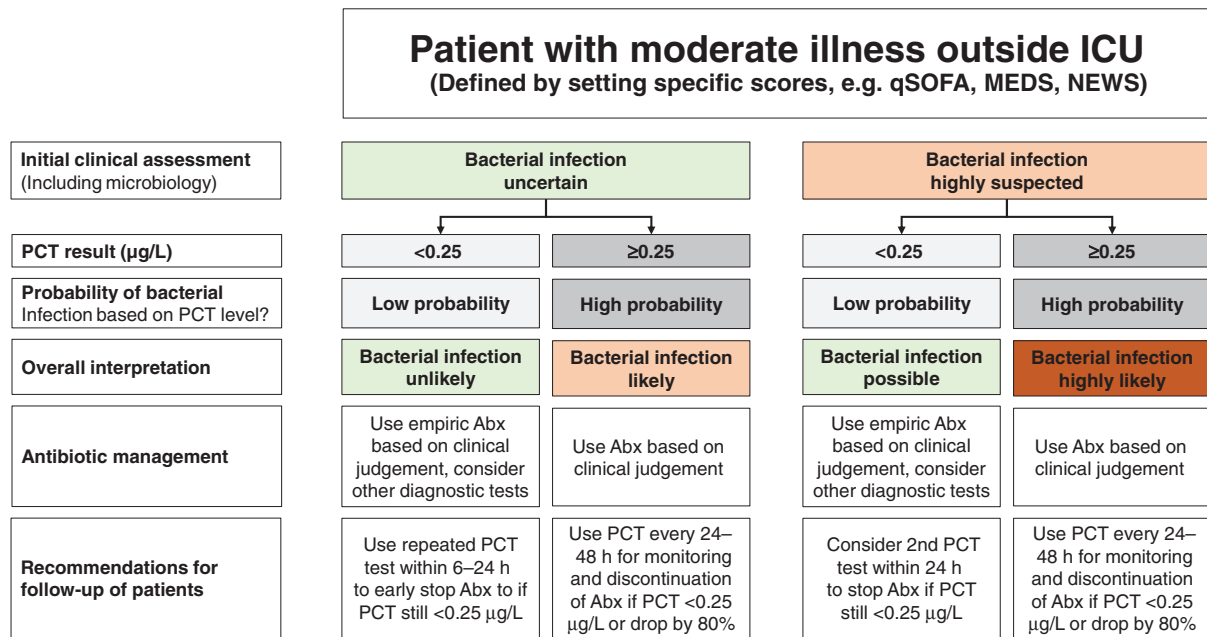 Patient with moderate illness outside ICU
(Defined by setting specific scores, e.g. qSOFA, MEDS, NEWS)
Initial clinical assessment
(Including microbiology)
Bacterial infection
uncertain
Bacterial infection
highly suspected
PCT result (µg/L)
<0.25
≥0.25
<0.25
≥0.25
Probability of bacterial
Infection based on PCT level?
Low probability
High probability
Low probability
High probability
Overall interpretation
Bacterial infection
unlikely
Bacterial infection
likely
Bacterial infection
possible
Bacterial infection
highly likely
Antibiotic management
Use empiric Abx
based on clinical
judgement, consider
other diagnostic tests
Use Abx based on
clinical judgement
Use empiric Abx
based on clinical
judgement, consider
other diagnostic tests
Use Abx based on
clinical judgement
Recommendations for
follow-up of patients
Use repeated PCT
test within 6–24 h
to early stop Abx to if
PCT still <0.25 µg/L
Use PCT every 24–
48 h for monitoring
and discontinuation
of Abx if PCT <0.25
µg/L or drop by 80%
Consider 2nd PCT
test within 24 h
to stop Abx if PCT
still <0.25 µg/L
Use PCT every 24–
48 h for monitoring
and discontinuation
of Abx if PCT <0.25
µg/L or drop by 80%